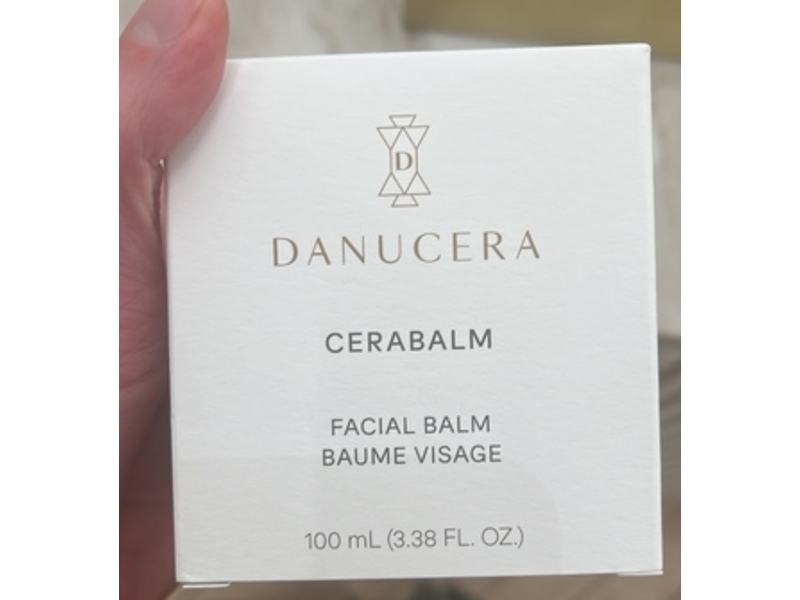 D
DANUCERA
CERABALM
FACIAL BALM
BAUME VISAGE
100 mL (3.38 FL. OZ.)